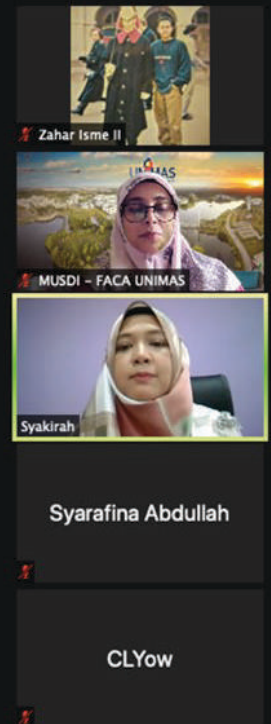 Zahar Isme II
UNIMAS
MUSDI – FACA UNIMAS
Syakirah
Syarafina Abdullah
CLYow